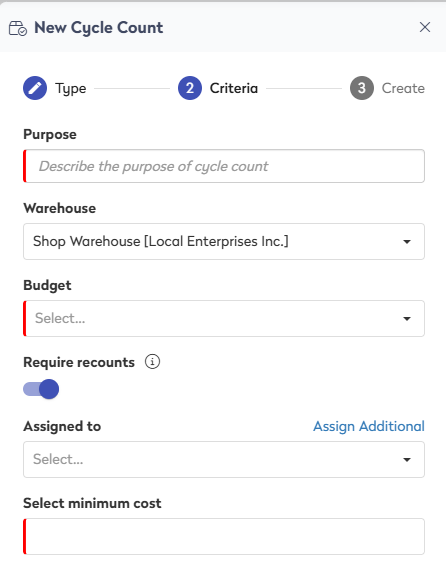 New Cycle Count
Type
2 Criteria
3 Create
Purpose
Describe the purpose of cycle count
Warehouse
Shop Warehouse [Local Enterprises Inc.]
Budget
Select...
Require recounts
Assigned to
Assign Additional
Select...
Select minimum cost